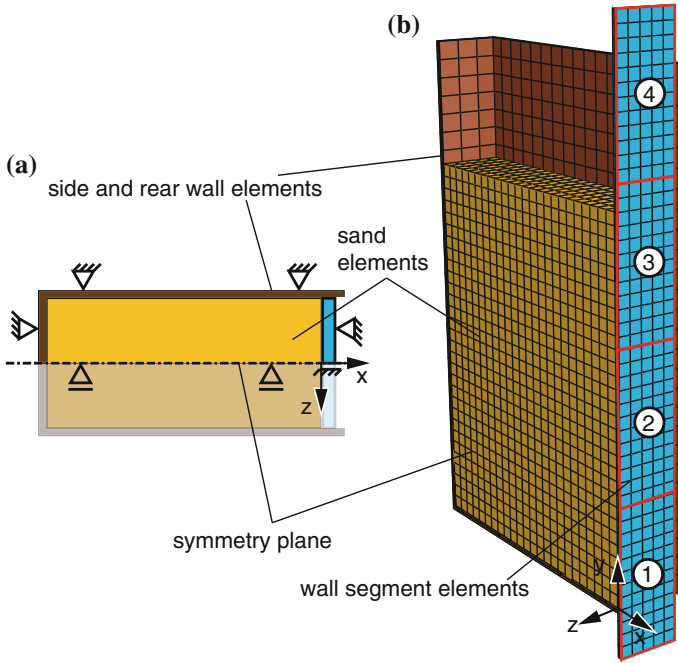 (b)
4
(a)
side and rear wall elements
sand
elements
3
x
z
2
symmetry plane
wall segment elements
y
1
z
x